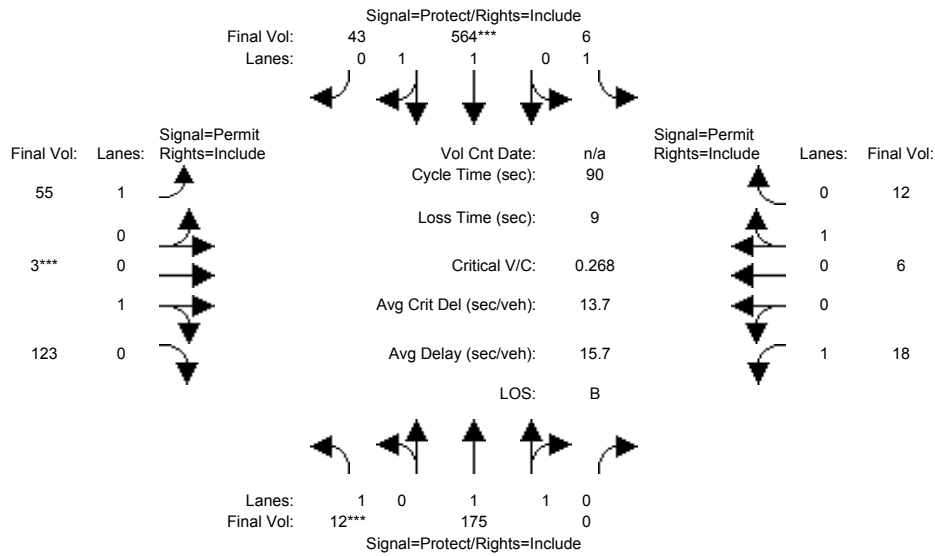 Signal=Protect/Rights=Include
Final Vol: 43 564*** 6
Lanes: 0 1 1 0 1
Signal=Permit
Final Vol: Lanes: Rights=Include
Vol Cnt Date: n/a
Signal=Permit
Rights=Include Lanes: Final Vol:
Cycle Time (sec): 90
55 1
0 12
Loss Time (sec): 9
0
1
3*** 0
Critical V/C: 0.268
0 6
1
Avg Crit Del (sec/veh): 13.7
0
123 0
Avg Delay (sec/veh): 15.7
1 18
LOS: B
Lanes: 1 0 1 1 0
Final Vol: 12*** 175 0
Signal=Protect/Rights=Include